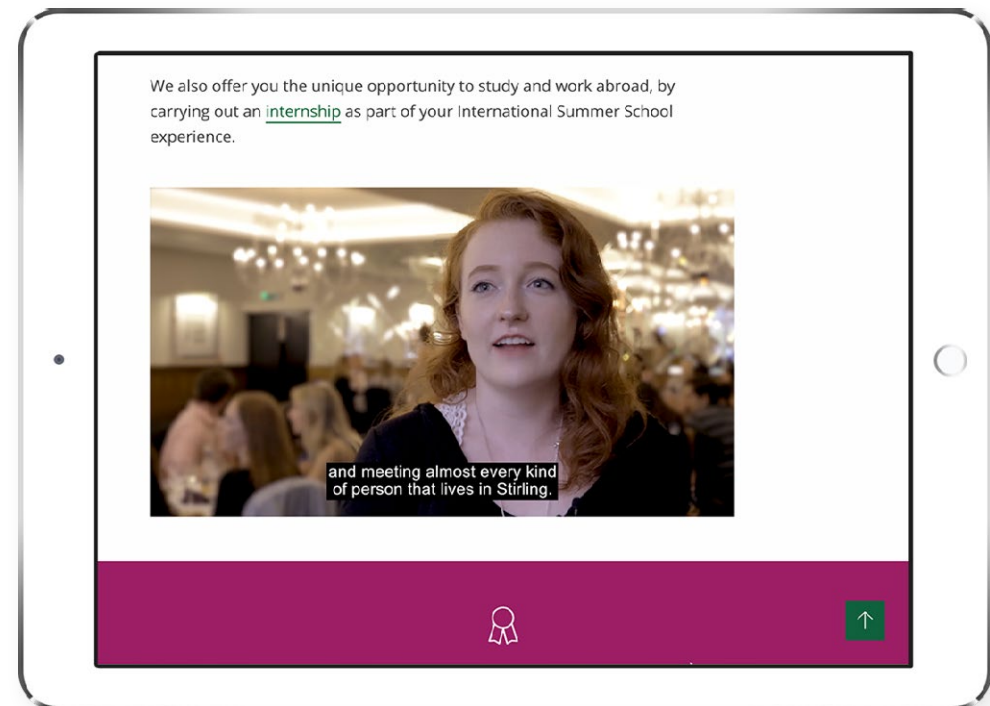 We also offer you the unique opportunity to study and work abroad, by
carrying out an internship as part of your International Summer School
experience.
and meeting almost every kind
of person that lives in Stirling.